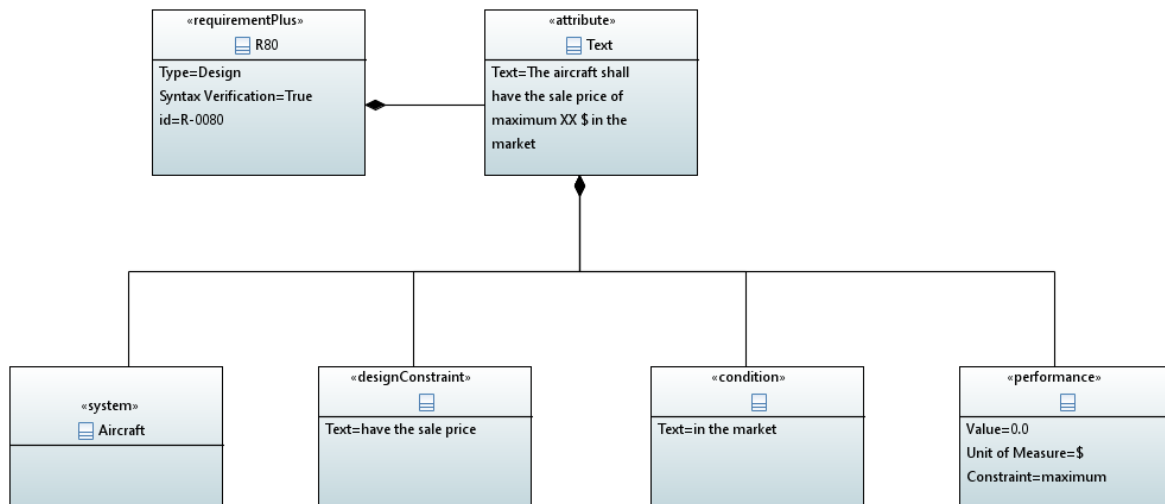 «requirementPlus»
R80
Type=Design
Syntax Verification=True
id=R-0080
«attribute»
Text
Text=The aircraft shall
have the sale price of
maximum XX $ in the
market
«system»
Aircraft
«designConstraint»
Text=have the sale price
«condition»
Text=in the market
«performance»
Value=0.0
Unit of Measure=$
Constraint=maximum